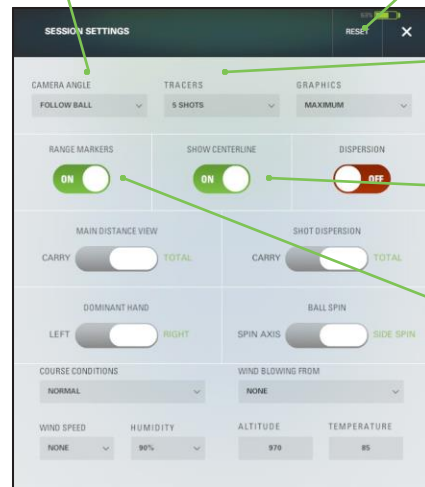 SESSION SETTINGS RESET X
CAMERA ANGLE TRACERS GRAPHICS
FOLLOW BALL 5 SHOTS MAXIMUM
RANGE MARKERS SHOW CENTERLINE DISPERSION
ON ON OFF
MAIN DISTANCE VIEW SHOT DISPERSION
CARRY TOTAL CARRY TOTAL
DOMINANT HAND BALL SPIN
LEFT RIGHT SPIN AXIS SIDE SPIN
COURSE CONDITIONS WIND BLOWING FROM
NORMAL NONE
WIND SPEED HUMIDITY ALTITUDE TEMPERATURE
NONE 90% 970 85